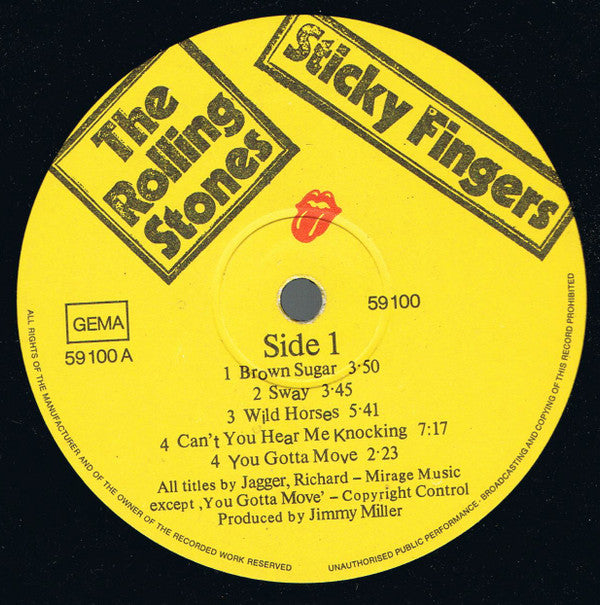 The
Rolling
Stones
Sticky Fingers
GEMA
59100 A
59100
Side 1
1 Brown Sugar 3·50
2 Sway 3·45
3 Wild Horses 5·41
4 Can't You Hear Me Knocking 7·17
4 You Gotta Move 2·23
All titles by Jagger, Richard – Mirage Music
except ‚You Gotta Move' – Copyright Control
Produced by Jimmy Miller
ALL RIGHTS OF THE MANUFACTURER AND OF THE OWNER OF THE RECORDED WORK RESERVED
UNAUTHORISED PUBLIC PERFORMANCE · BROADCASTING AND COPYING OF THIS RECORD PROHIBITED